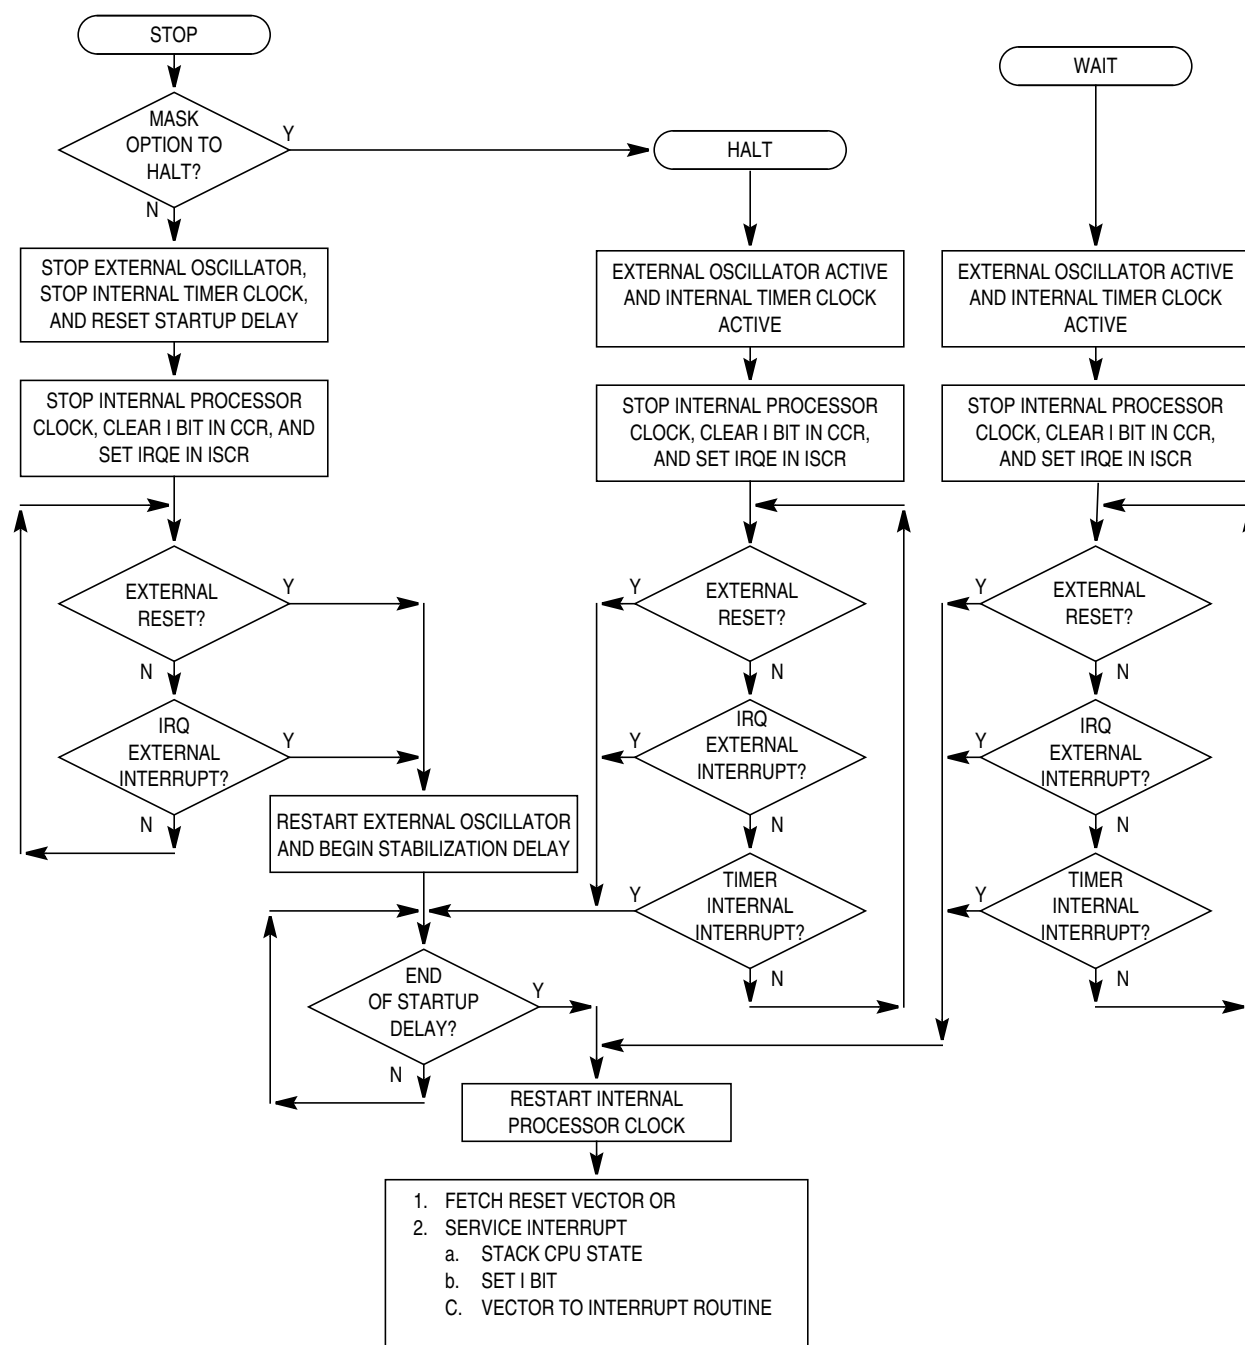 STOP
MASK
OPTION TO
HALT?
Y
N
STOP EXTERNAL OSCILLATOR,
STOP INTERNAL TIMER CLOCK,
AND RESET STARTUP DELAY
STOP INTERNAL PROCESSOR
CLOCK, CLEAR I BIT IN CCR, AND
SET IRQE IN ISCR
EXTERNAL
RESET?
Y
N
IRQ
EXTERNAL
INTERRUPT?
Y
N
RESTART EXTERNAL OSCILLATOR
AND BEGIN STABILIZATION DELAY
END
OF STARTUP
DELAY?
Y
N
HALT
EXTERNAL OSCILLATOR ACTIVE
AND INTERNAL TIMER CLOCK
ACTIVE
STOP INTERNAL PROCESSOR
CLOCK, CLEAR I BIT IN CCR,
AND SET IRQE IN ISCR
Y
EXTERNAL
RESET?
N
Y
IRQ
EXTERNAL
INTERRUPT?
N
Y
TIMER
INTERNAL
INTERRUPT?
N
WAIT
EXTERNAL OSCILLATOR ACTIVE
AND INTERNAL TIMER CLOCK
ACTIVE
STOP INTERNAL PROCESSOR
CLOCK, CLEAR I BIT IN CCR,
AND SET IRQE IN ISCR
Y
EXTERNAL
RESET?
N
Y
IRQ
EXTERNAL
INTERRUPT?
N
Y
TIMER
INTERNAL
INTERRUPT?
N
RESTART INTERNAL
PROCESSOR CLOCK
1. FETCH RESET VECTOR OR
2. SERVICE INTERRUPT
a. STACK CPU STATE
b. SET I BIT
C. VECTOR TO INTERRUPT ROUTINE